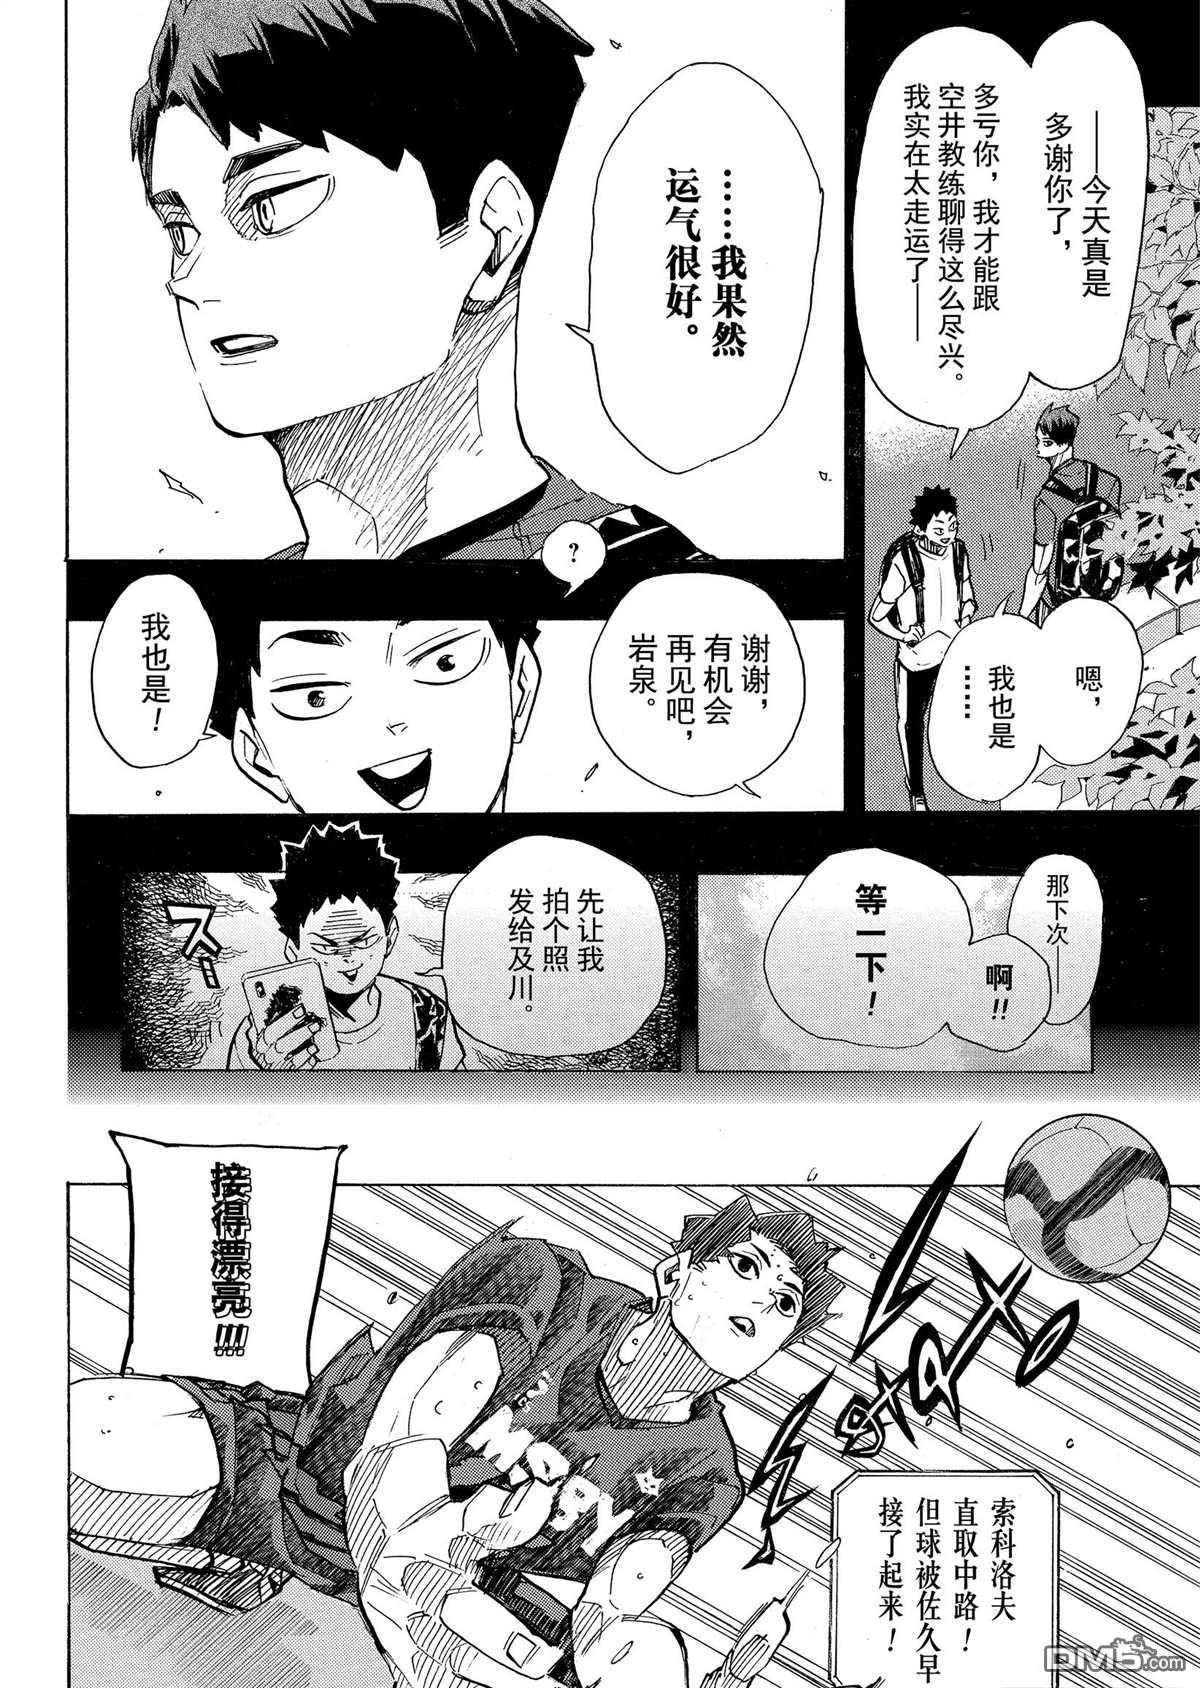 ——今天真是
多谢你了，
多亏你，我才能跟
空井教练聊得这么尽兴。
我实在太走运了——
……我果然
运气很好。
嗯，
我也是
……
?
谢谢，
有机会
再见吧，
岩泉。
我也是！
那下次——
啊!!
等一下！
先让我
拍个照
发给及川。
スー
接得漂亮!!!
索科洛夫
直取中路！
但球被佐久早
接了起来！
DM5.com